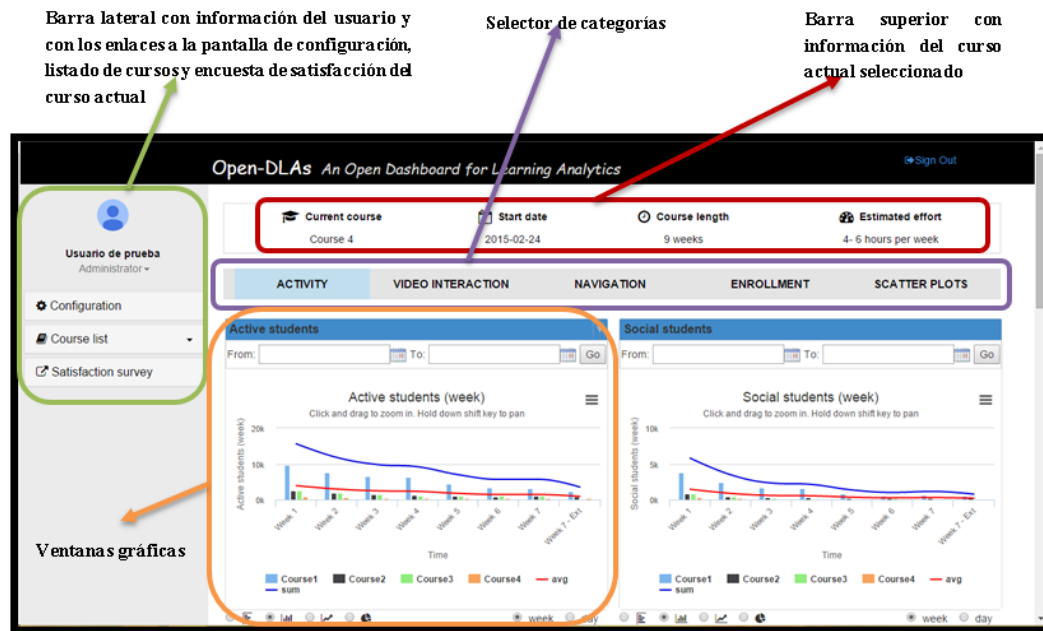 Barra lateral con información del usuario y
con los enlaces a la pantalla de configuración,
listado de cursos y encuesta de satisfacción del
curso actual
Selector de categorías
Barra superior con
información del curso
actual seleccionado
Open-DLAs An Open Dashboard for Learning Analytics
Sign Out
Usuario de prueba
Administrator
Configuration
Course list
Satisfaction survey
Current course
Start date
Course length
Estimated effort
Course 4
2015-02-24
9 weeks
4- 6 hours per week
ACTIVITY
VIDEO INTERACTION
NAVIGATION
ENROLLMENT
SCATTER PLOTS
Active students
From:
To:
Go
Active students (week)
Click and drag to zoom in. Hold down shift key to pan
Active students (week)
20k
10k
0k
Week 1
Week 2
Week 3
Week 4
Week 5
Week 6
Week 7
Week 7 - Ext
Time
Course1
Course2
Course3
Course4
avg
sum
week
day
Social students
From:
To:
Go
Social students (week)
Click and drag to zoom in. Hold down shift key to pan
Social students (week)
10k
5k
0k
Week 1
Week 2
Week 3
Week 4
Week 5
Week 6
Week 7
Week 7 - Ext
Time
Course1
Course2
Course3
Course4
avg
sum
week
day
Ventanas gráficas